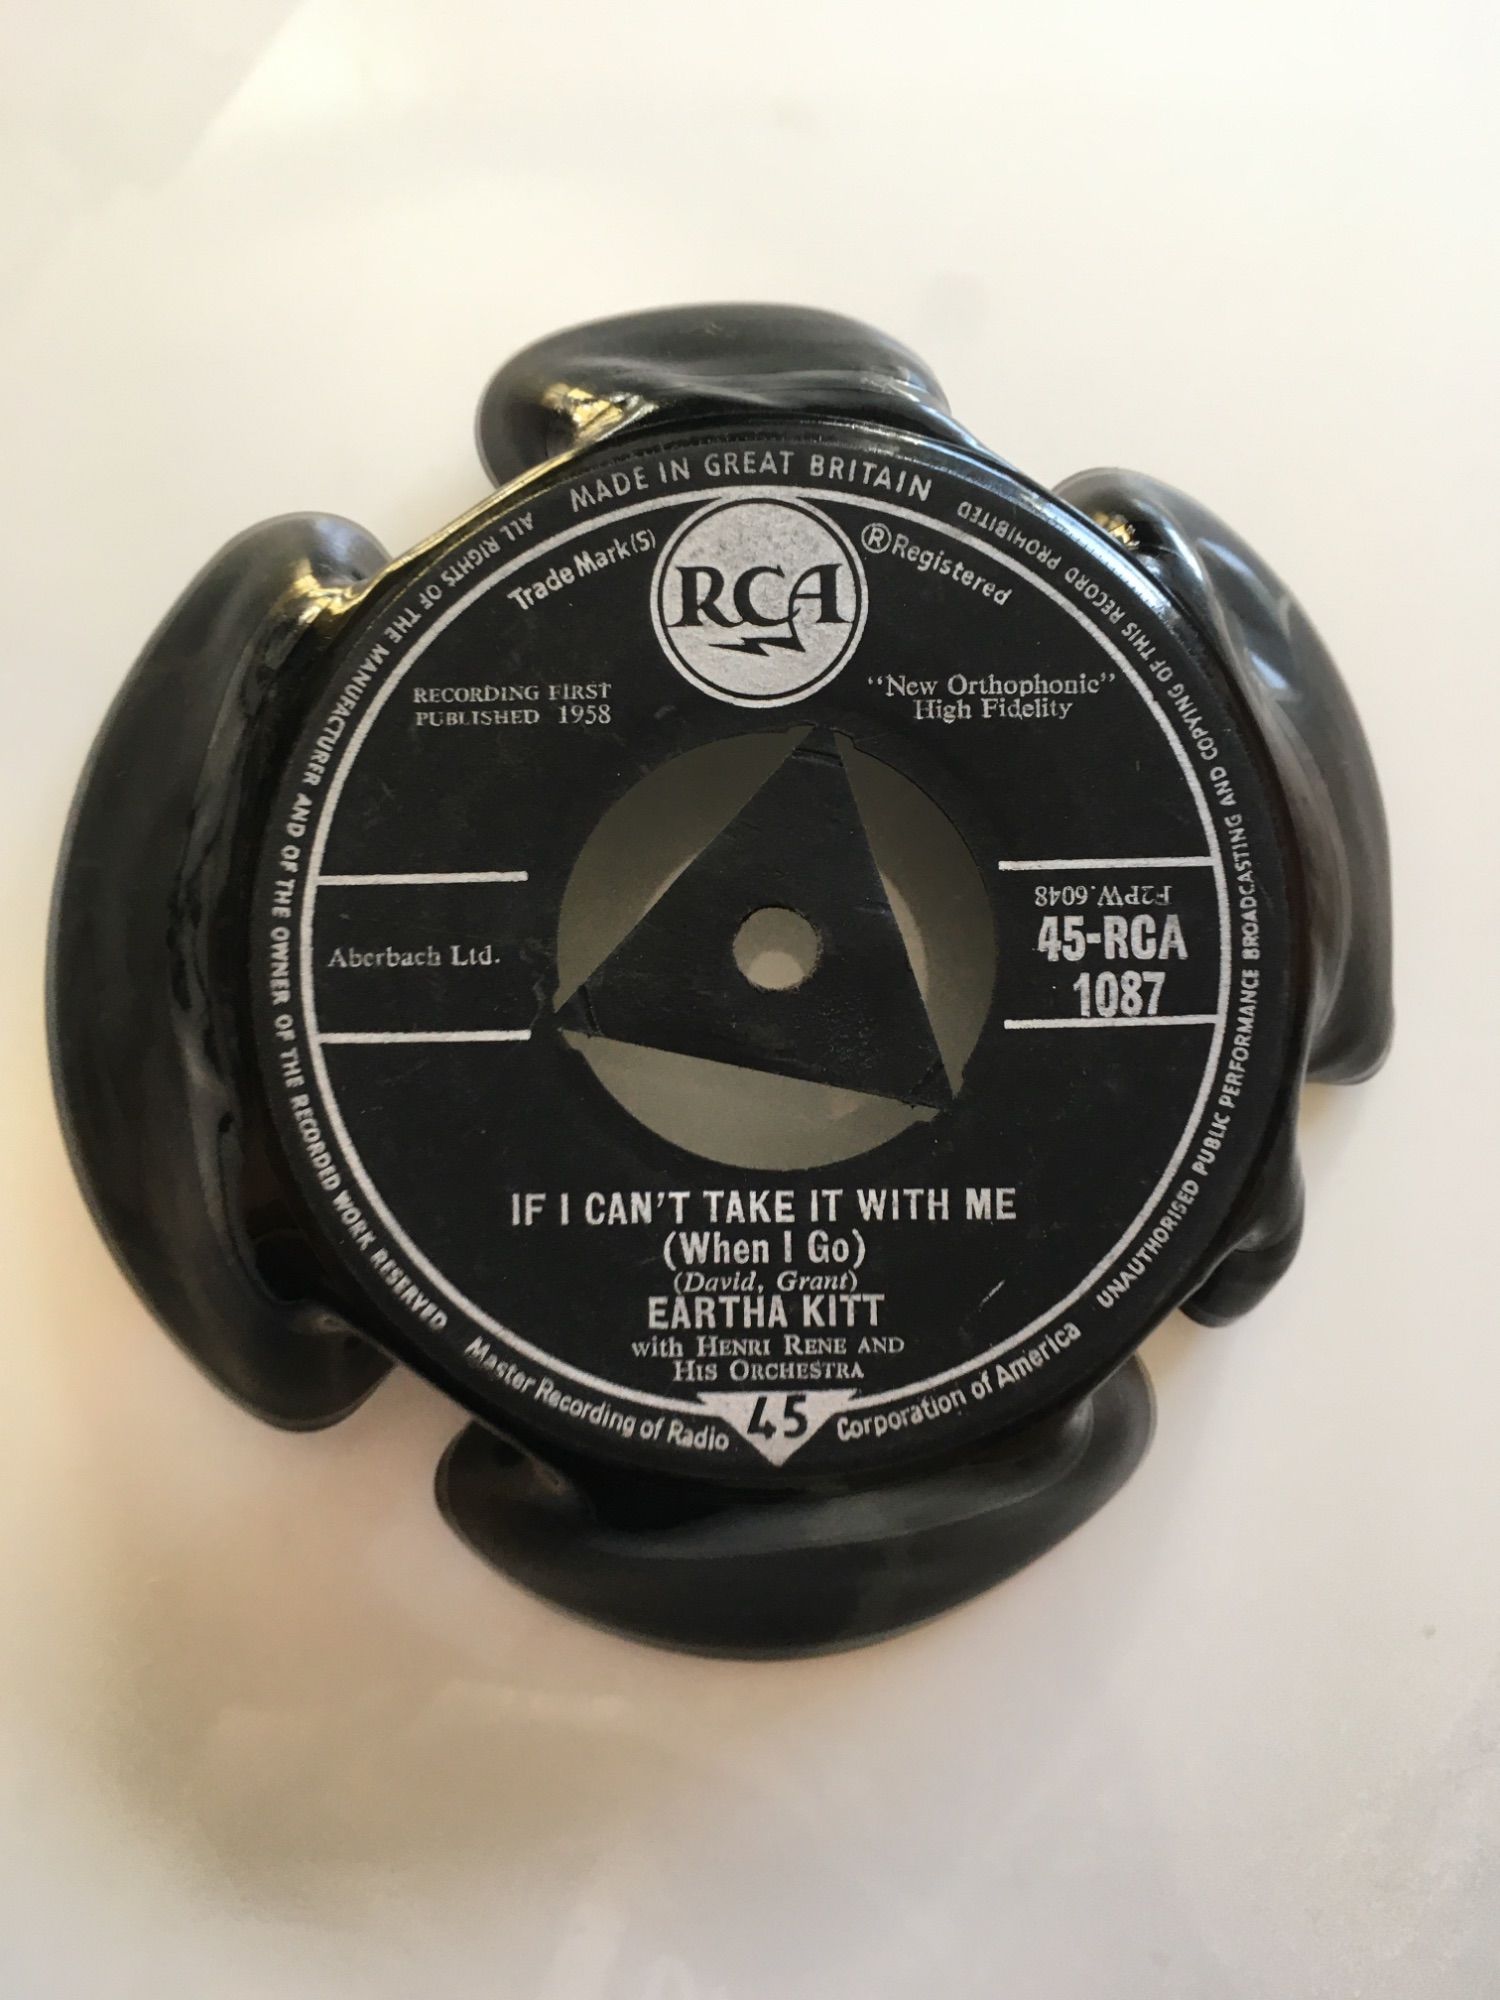 MADE IN GREAT BRITAIN
ALL RIGHTS OF THE MANUFACTURER AND OF THE OWNER OF THE RECORDED WORK RESERVED
UNAUTHORISED PUBLIC PERFORMANCE BROADCASTING AND COPYING OF THIS RECORD PROHIBITED
Trade Mark(S)
RCA
®Registered
RECORDING FIRST
PUBLISHED 1958
"New Orthophonic"
High Fidelity
Aberbach Ltd.
F2PW.6048
45-RCA
1087
IF I CAN'T TAKE IT WITH ME
(When I Go)
(David, Grant)
EARTHA KITT
with HENRI RENE AND
HIS ORCHESTRA
45
Master Recording of Radio Corporation of America